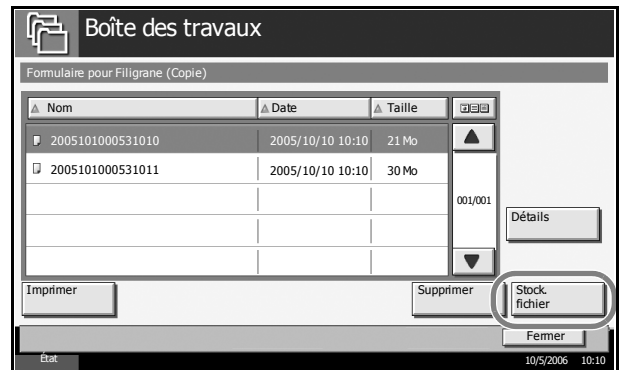 Boîte des travaux
Formulaire pour Filigrane (Copie)
Nom Date Taille
2005101000531010 2005/10/10 10:10 21 Mo
2005101000531011 2005/10/10 10:10 30 Mo
001/001
Détails
Imprimer Supprimer Stock. fichier
Fermer
État 10/5/2006 10:10